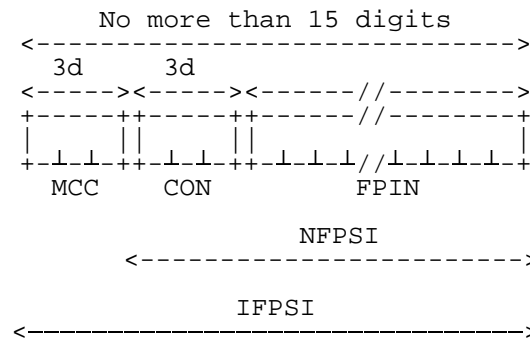 No more than 15 digits
<------------------------------->
3d 3d
<-----><-----><------//-------->
+-----++-----++------//--------+
| || || |
+-┴-┴-++-┴-┴-++-┴-┴-┴//┴-┴-┴-┴-+
MCC CON FPIN
NFPSI
<------------------------>
IFPSI
<------------------------------->